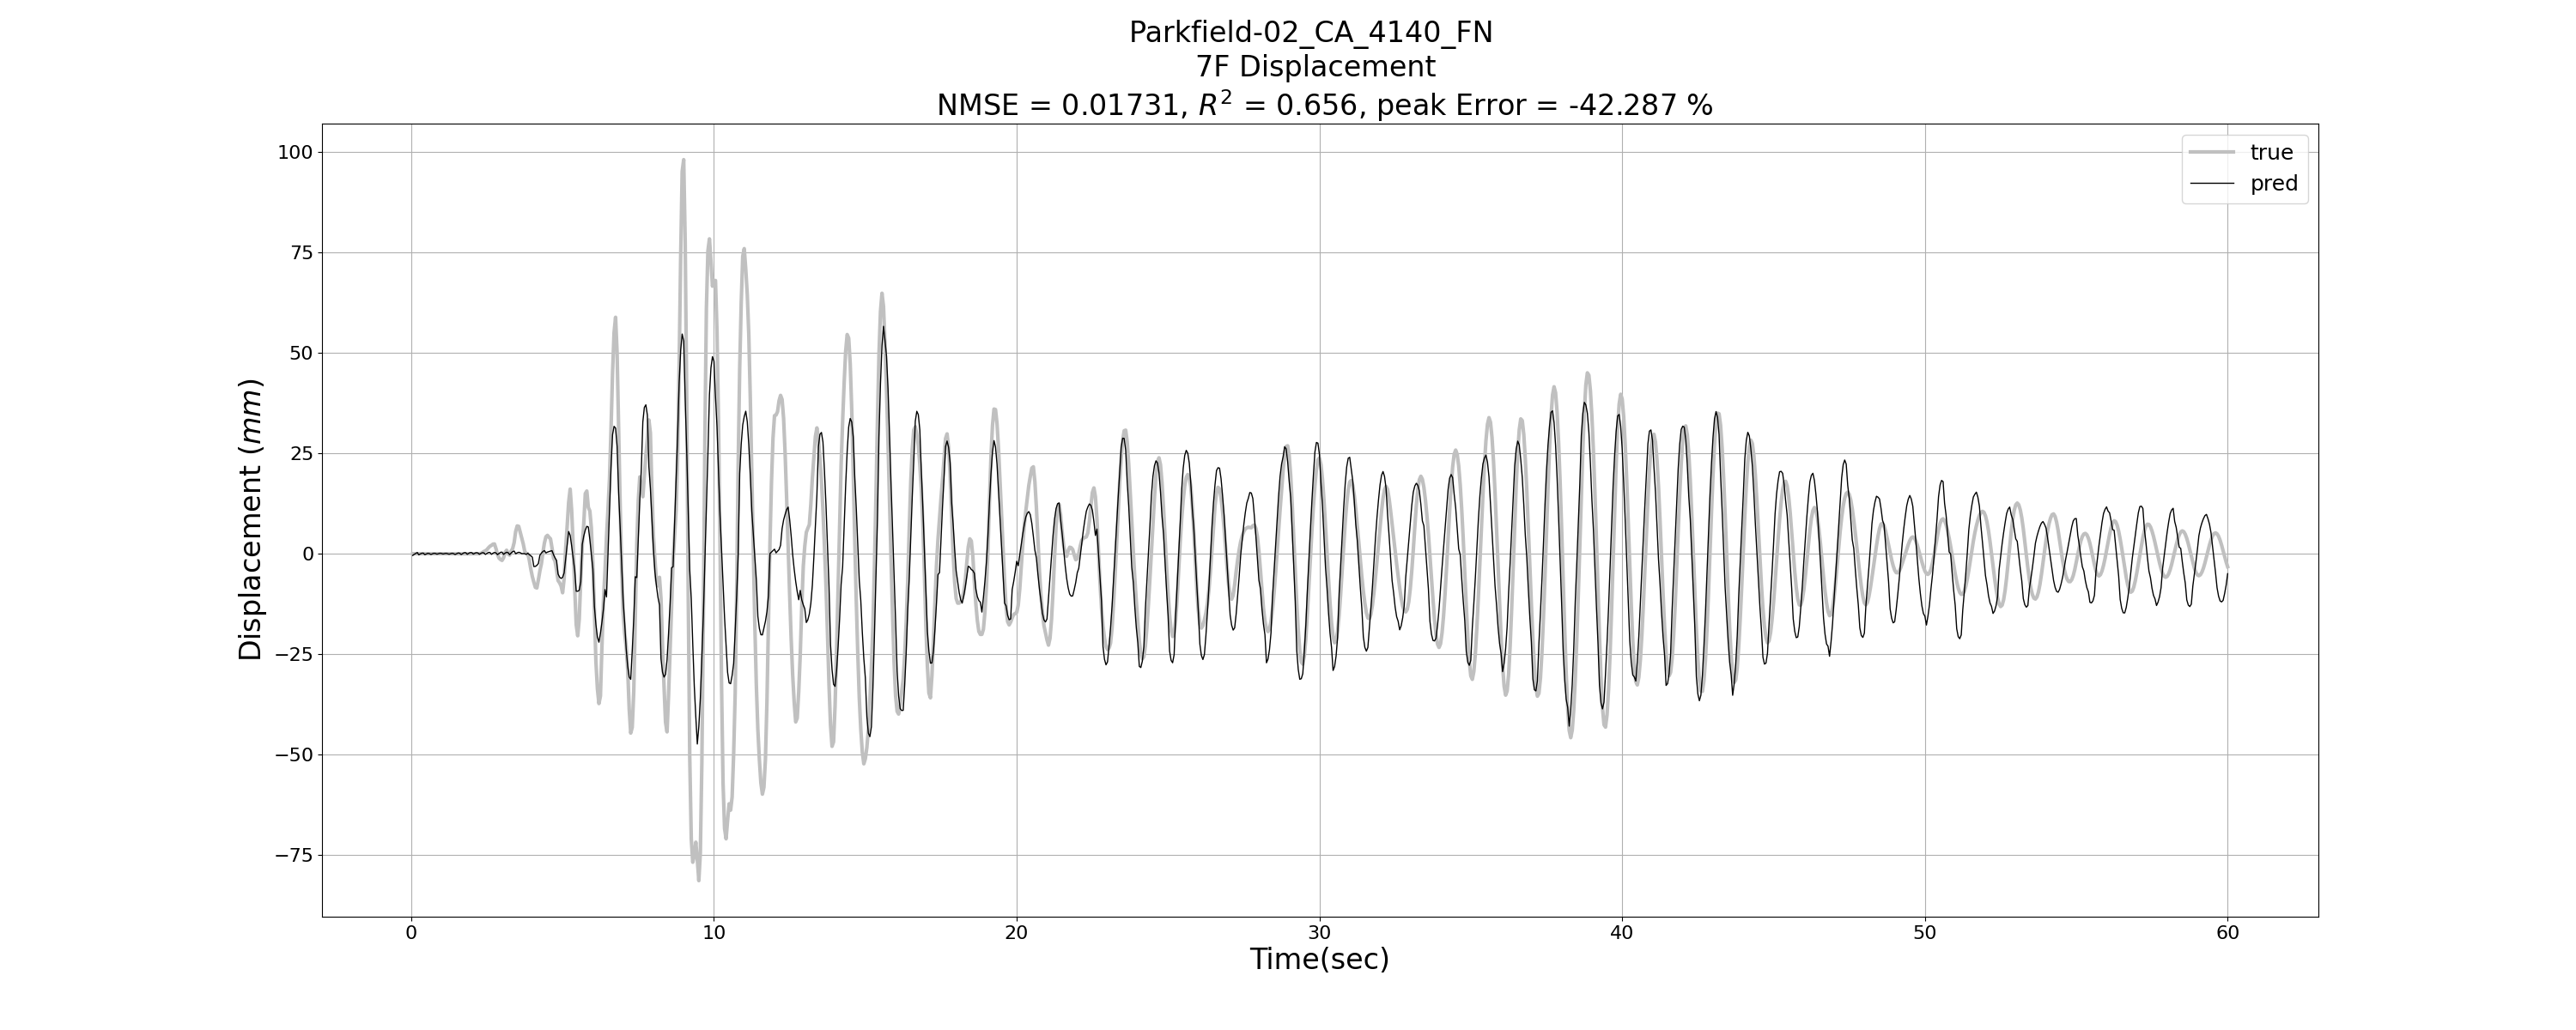 Parkfield-02_CA_4140_FN
7F Displacement
NMSE = 0.01731, R² = 0.656, peak Error = -42.287 %
100
75
50
25
0
−25
−50
−75
Displacement (mm)
true
pred
0
10
20
30
40
50
60
Time(sec)